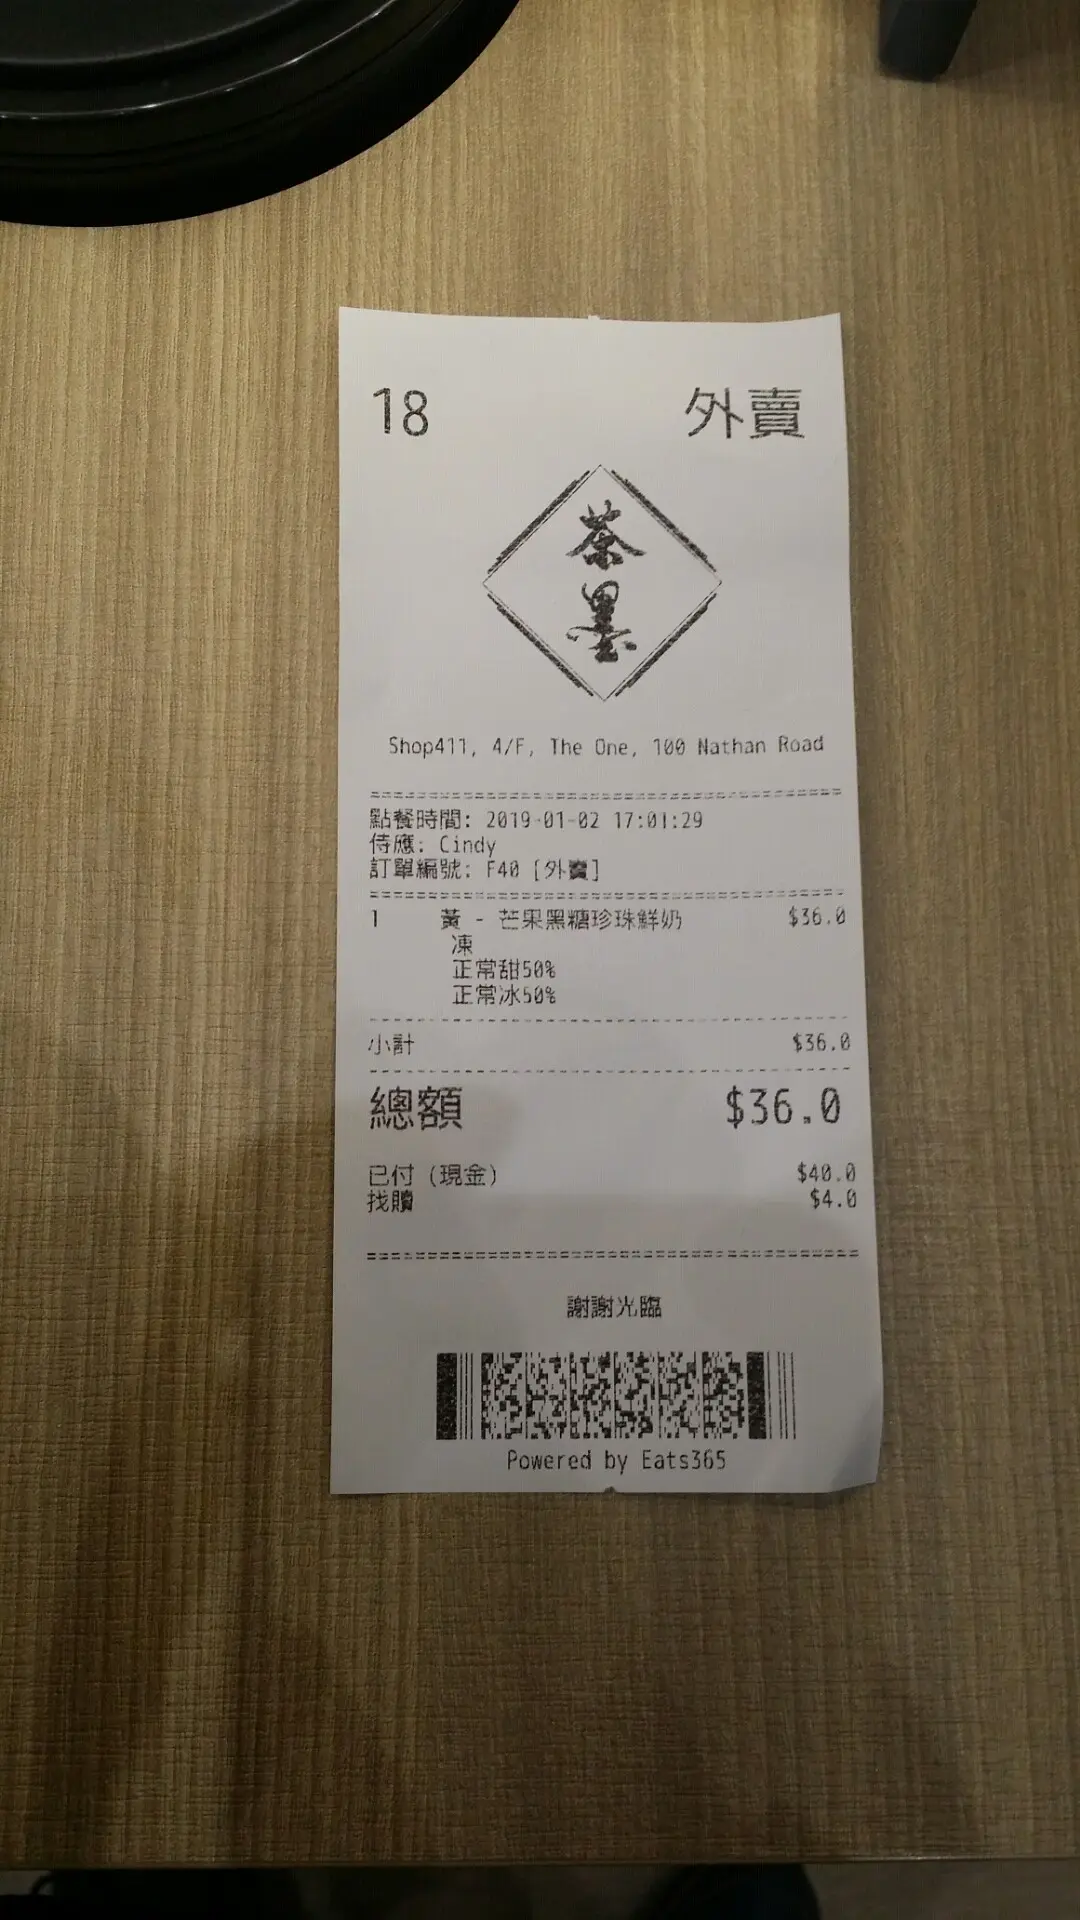 18 外賣
茶墨
Shop411, 4/F, The One, 100 Nathan Road
點餐時間: 2019-01-02 17:01:29
侍應: Cindy
訂單編號: F40 [外賣]
1 黃 - 芒果黑糖珍珠鮮奶 $36.0
凍
正常甜50%
正常冰50%
小計 $36.0
總額 $36.0
已付 (現金) $40.0
找贖 $4.0
謝謝光臨
Powered by Eats365